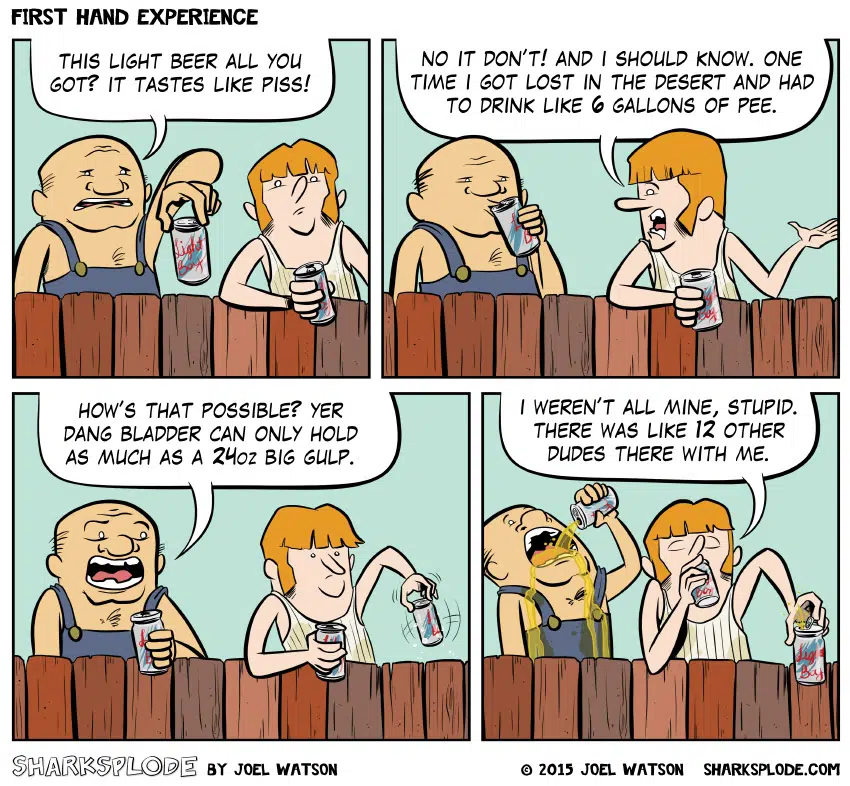 FIRST HAND EXPERIENCE
THIS LIGHT BEER ALL YOU
GOT? IT TASTES LIKE PISS!
Light
Boy
NO IT DON'T! AND I SHOULD KNOW. ONE
TIME I GOT LOST IN THE DESERT AND HAD
TO DRINK LIKE 6 GALLONS OF PEE.
HOW'S THAT POSSIBLE? YER
DANG BLADDER CAN ONLY HOLD
AS MUCH AS A 24OZ BIG GULP.
I WEREN'T ALL MINE, STUPID.
THERE WAS LIKE 12 OTHER
DUDES THERE WITH ME.
SHARKSPLODE BY JOEL WATSON
© 2015 JOEL WATSON SHARKSPLODE.COM